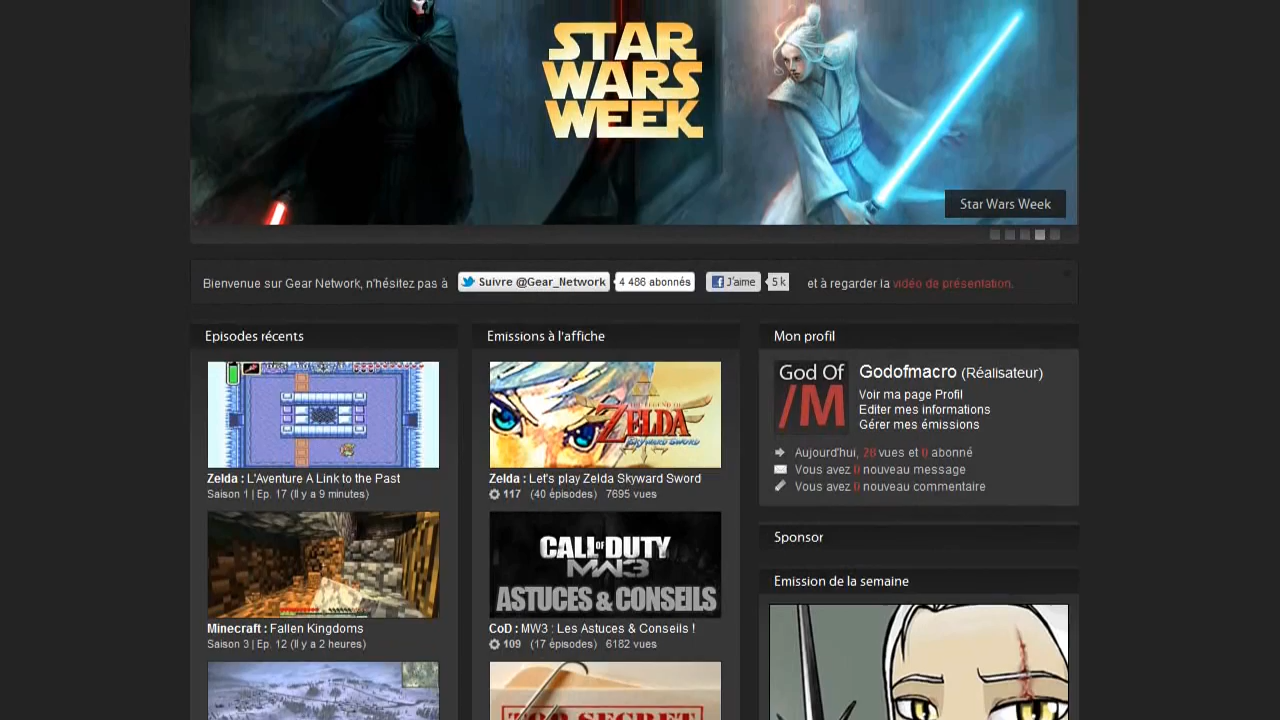 STAR
WARS
WEEK
Star Wars Week
Bienvenue sur Gear Network, n'hésitez pas à
Suivre @Gear_Network
4 486 abonnés
J'aime
5 k
et à regarder la vidéo de présentation.
Episodes récents
Zelda : L'Aventure A Link to the Past
Saison 1 | Ep. 17 (Il y a 9 minutes)
Minecraft : Fallen Kingdoms
Saison 3 | Ep. 12 (Il y a 2 heures)
Emissions à l'affiche
THE LEGEND OF
ZELDA
SKYWARD SWORD
Zelda : Let's play Zelda Skyward Sword
117 (40 épisodes) 7695 vues
CALL OF DUTY
MW3
ASTUCES & CONSEILS
CoD : MW3 : Les Astuces & Conseils !
109 (17 épisodes) 6182 vues
TOP SECRET
Mon profil
God Of
/M
Godofmacro (Réalisateur)
Voir ma page Profil
Editer mes informations
Gérer mes émissions
Aujourd'hui, 28 vues et 0 abonné
Vous avez 0 nouveau message
Vous avez 0 nouveau commentaire
Sponsor
Emission de la semaine